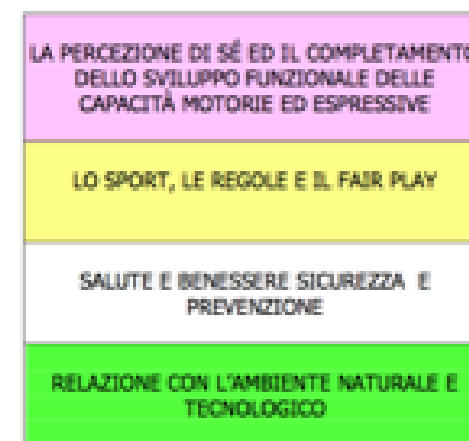 LA PERCEZIONE DI SÉ ED IL COMPLETAMENTO
DELLO SVILUPPO FUNZIONALE DELLE
CAPACITÀ MOTORIE ED ESPRESSIVE
LO SPORT, LE REGOLE E IL FAIR PLAY
SALUTE E BENESSERE SICUREZZA E
PREVENZIONE
RELAZIONE CON L'AMBIENTE NATURALE E
TECNOLOGICO